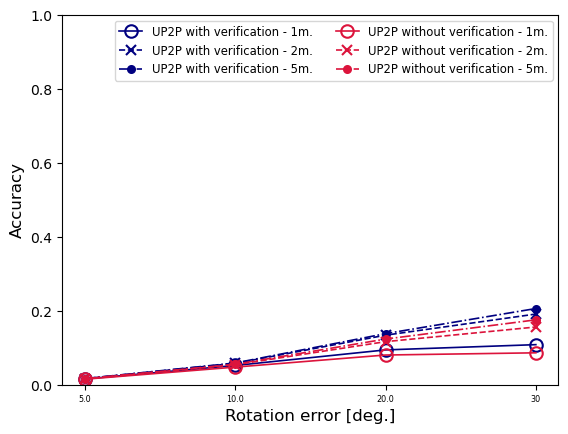 1.0
0.8
0.6
0.4
0.2
0.0
Accuracy
UP2P with verification - 1m.
UP2P with verification - 2m.
UP2P with verification - 5m.
UP2P without verification - 1m.
UP2P without verification - 2m.
UP2P without verification - 5m.
5.0 10.0 20.0 30
Rotation error [deg.]